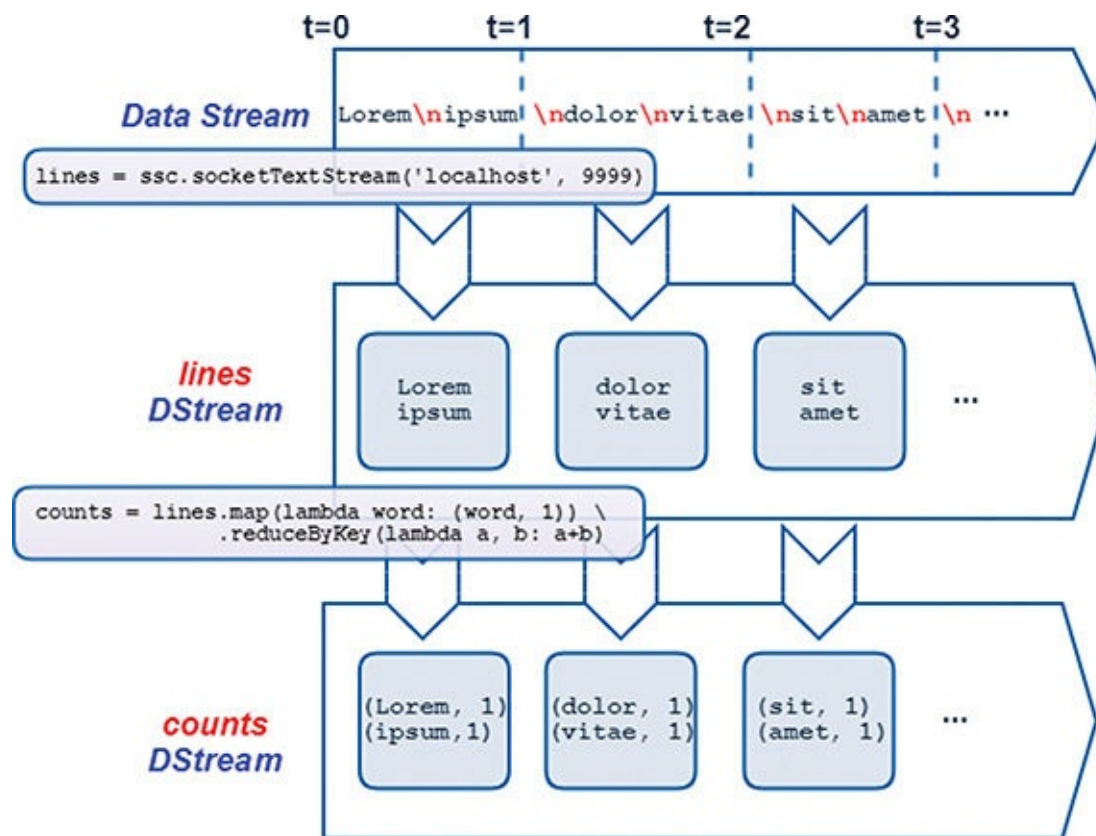 t=0 t=1 t=2 t=3
Data Stream
Lorem\nipsum \ndolor\nvitae \nsit\namet \n ...
lines = ssc.socketTextStream('localhost', 9999)
lines
DStream
Lorem
ipsum
dolor
vitae
sit
amet
...
counts = lines.map(lambda word: (word, 1)) \
.reduceByKey(lambda a, b: a+b)
counts
DStream
(Lorem, 1)
(ipsum,1)
(dolor, 1)
(vitae, 1)
(sit, 1)
(amet, 1)
...